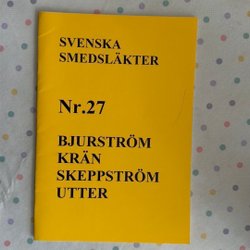 SVENSKA
SMEDSLÄKTER
Nr.27
BJURSTRÖM
KRÄN
SKEPPSTRÖM
UTTER